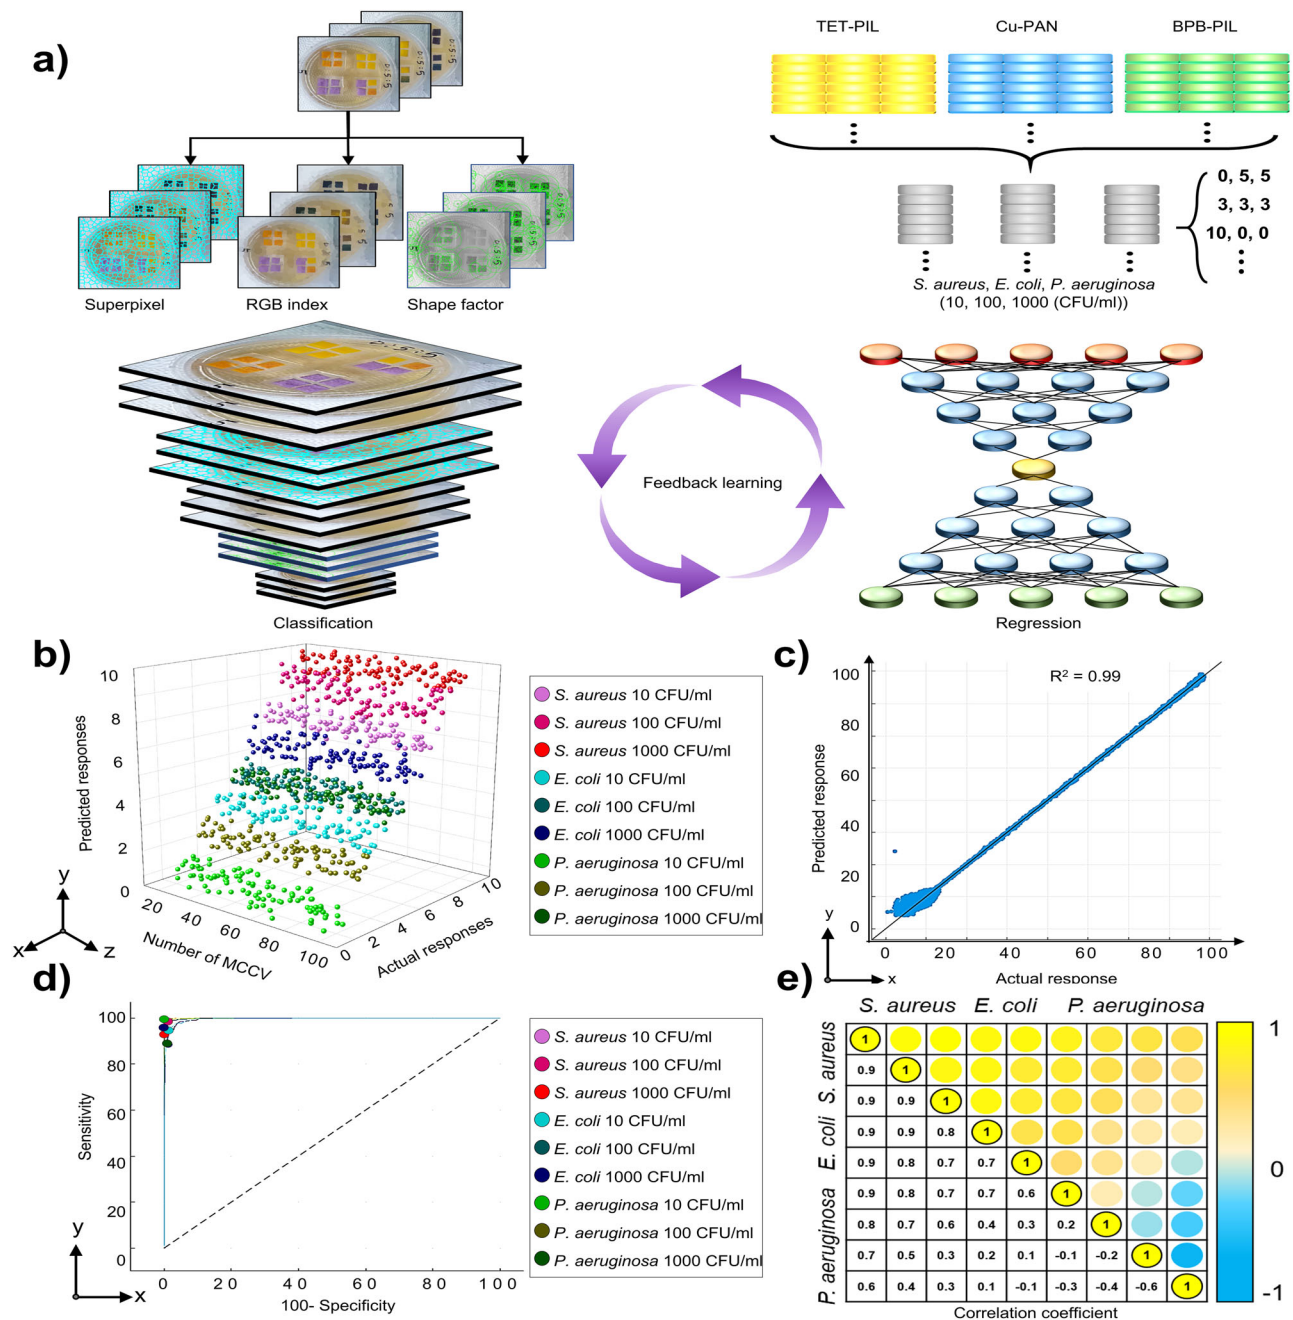 a)
TET-PIL Cu-PAN BPB-PIL
0, 5, 5
3, 3, 3
10, 0, 0
S. aureus, E. coli, P. aeruginosa
(10, 100, 1000 (CFU/ml))
Superpixel RGB index Shape factor
0:5:5
Feedback learning
Classification
Regression
b)
10
8
6
4
2
0
Predicted responses
20 40 60 80 100
Number of MCCV
0 2 4 6 8 10
Actual responses
y
x z
S. aureus 10 CFU/ml
S. aureus 100 CFU/ml
S. aureus 1000 CFU/ml
E. coli 10 CFU/ml
E. coli 100 CFU/ml
E. coli 1000 CFU/ml
P. aeruginosa 10 CFU/ml
P. aeruginosa 100 CFU/ml
P. aeruginosa 1000 CFU/ml
c)
R² = 0.99
100
80
60
40
20
0
Predicted response
0 20 40 60 80 100
Actual response
y
x
d)
100
80
60
40
20
0
Sensitivity
0 20 40 60 80 100
100- Specificity
y
x
S. aureus 10 CFU/ml
S. aureus 100 CFU/ml
S. aureus 1000 CFU/ml
E. coli 10 CFU/ml
E. coli 100 CFU/ml
E. coli 1000 CFU/ml
P. aeruginosa 10 CFU/ml
P. aeruginosa 100 CFU/ml
P. aeruginosa 1000 CFU/ml
e)
S. aureus E. coli P. aeruginosa
S. aureus
E. coli
P. aeruginosa
1
0.9 1
0.9 0.9 1
0.9 0.9 0.8 1
0.9 0.8 0.7 0.7 1
0.9 0.8 0.7 0.7 0.6 1
0.8 0.7 0.6 0.4 0.3 0.2 1
0.7 0.5 0.3 0.2 0.1 -0.1 -0.2 1
0.6 0.4 0.3 0.1 -0.1 -0.3 -0.4 -0.6 1
1
0
-1
Correlation coefficient